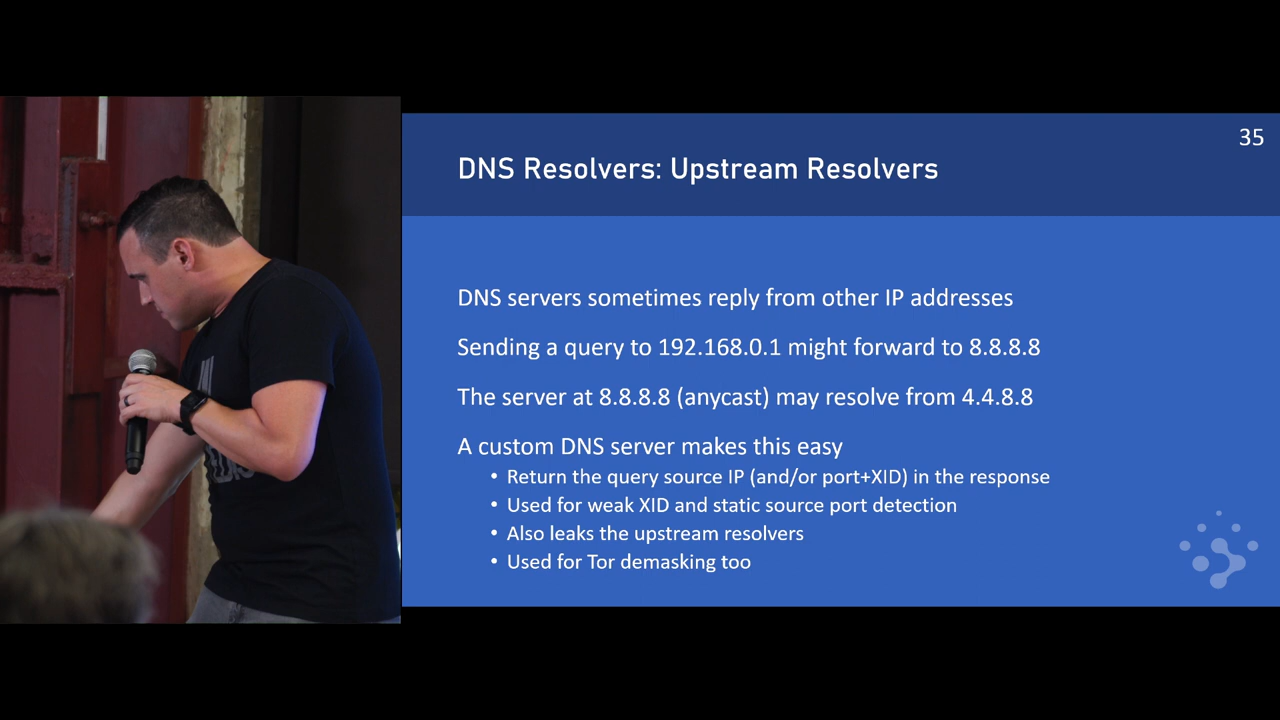 35
DNS Resolvers: Upstream Resolvers
DNS servers sometimes reply from other IP addresses
Sending a query to 192.168.0.1 might forward to 8.8.8.8
The server at 8.8.8.8 (anycast) may resolve from 4.4.8.8
A custom DNS server makes this easy
• Return the query source IP (and/or port+XID) in the response
• Used for weak XID and static source port detection
• Also leaks the upstream resolvers
• Used for Tor demasking too